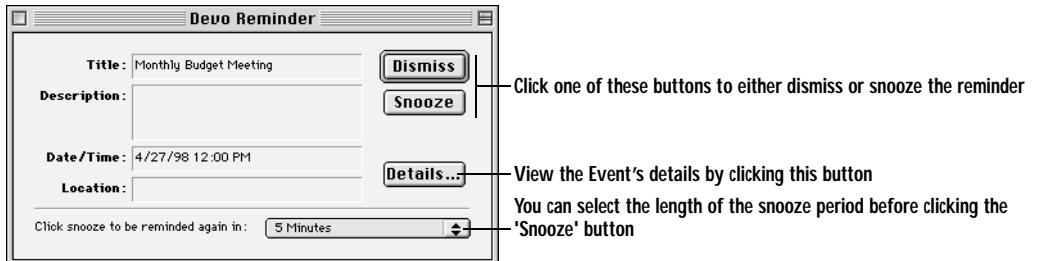 Devo Reminder
Title: Monthly Budget Meeting
Dismiss
Click one of these buttons to either dismiss or snooze the reminder
Description:
Snooze
Date/Time: 4/27/98 12:00 PM
Details...
View the Event's details by clicking this button
Location:
You can select the length of the snooze period before clicking the
'Snooze' button
Click snooze to be reminded again in: 5 Minutes